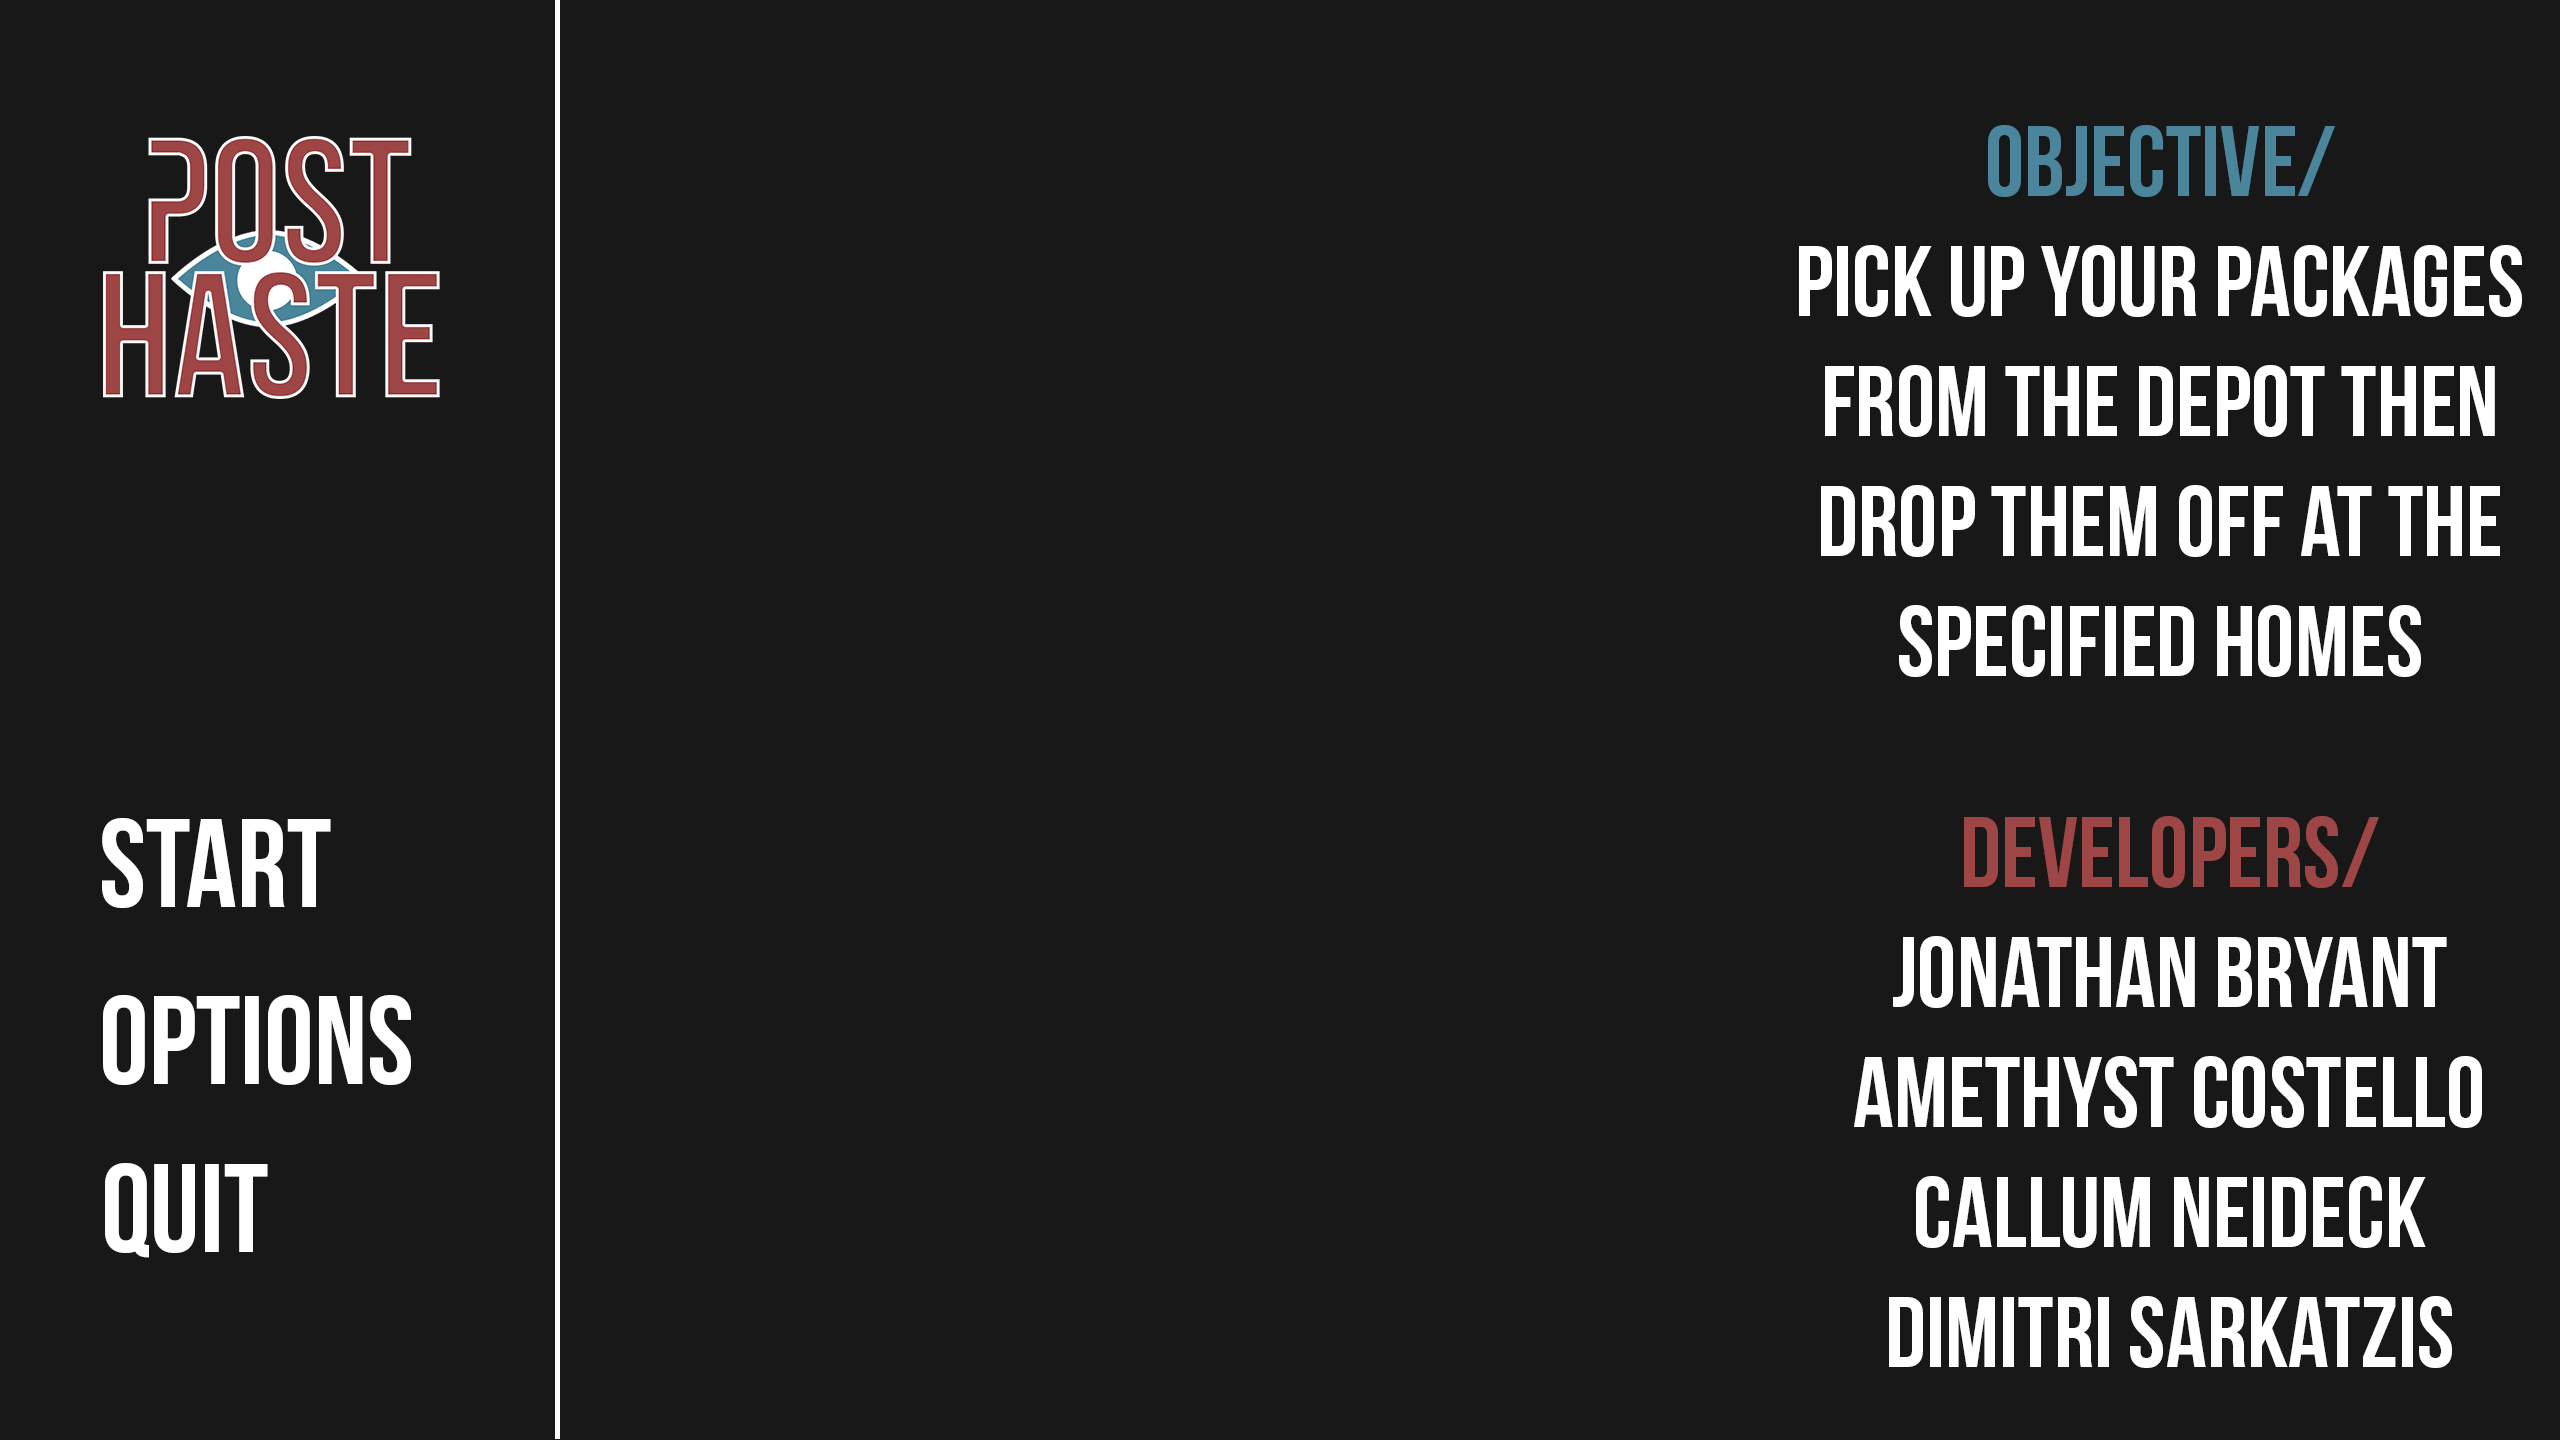 POST
HASTE
START
OPTIONS
QUIT
OBJECTIVE/
PICK UP YOUR PACKAGES
FROM THE DEPOT THEN
DROP THEM OFF AT THE
SPECIFIED HOMES
DEVELOPERS/
JONATHAN BRYANT
AMETHYST COSTELLO
CALLUM NEIDECK
DIMITRI SARKATZIS